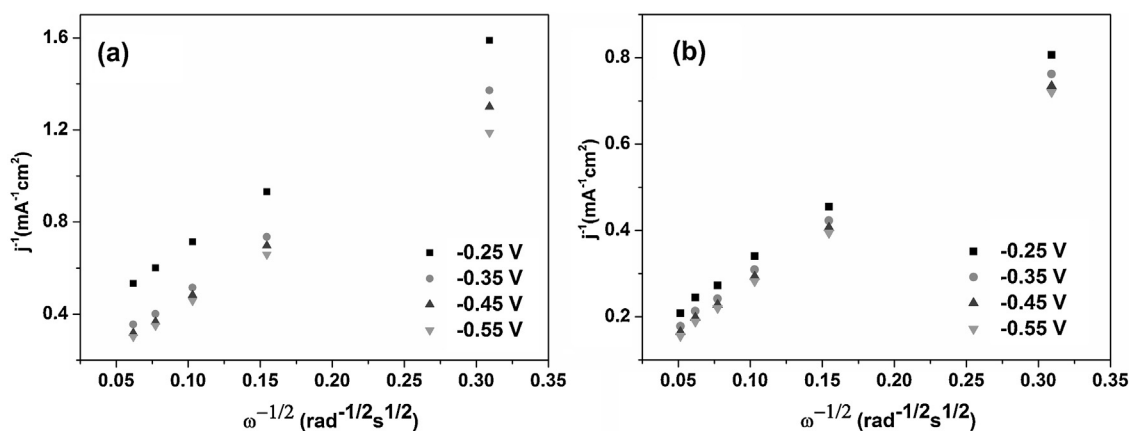 (a)
1.6
1.2
0.8
0.4
j⁻¹(mA⁻¹cm²)
-0.25 V
-0.35 V
-0.45 V
-0.55 V
0.05 0.10 0.15 0.20 0.25 0.30 0.35
ω⁻¹/² (rad⁻¹/²s¹/²)
(b)
0.8
0.6
0.4
0.2
j⁻¹(mA⁻¹cm²)
-0.25 V
-0.35 V
-0.45 V
-0.55 V
0.05 0.10 0.15 0.20 0.25 0.30 0.35
ω⁻¹/² (rad⁻¹/²s¹/²)